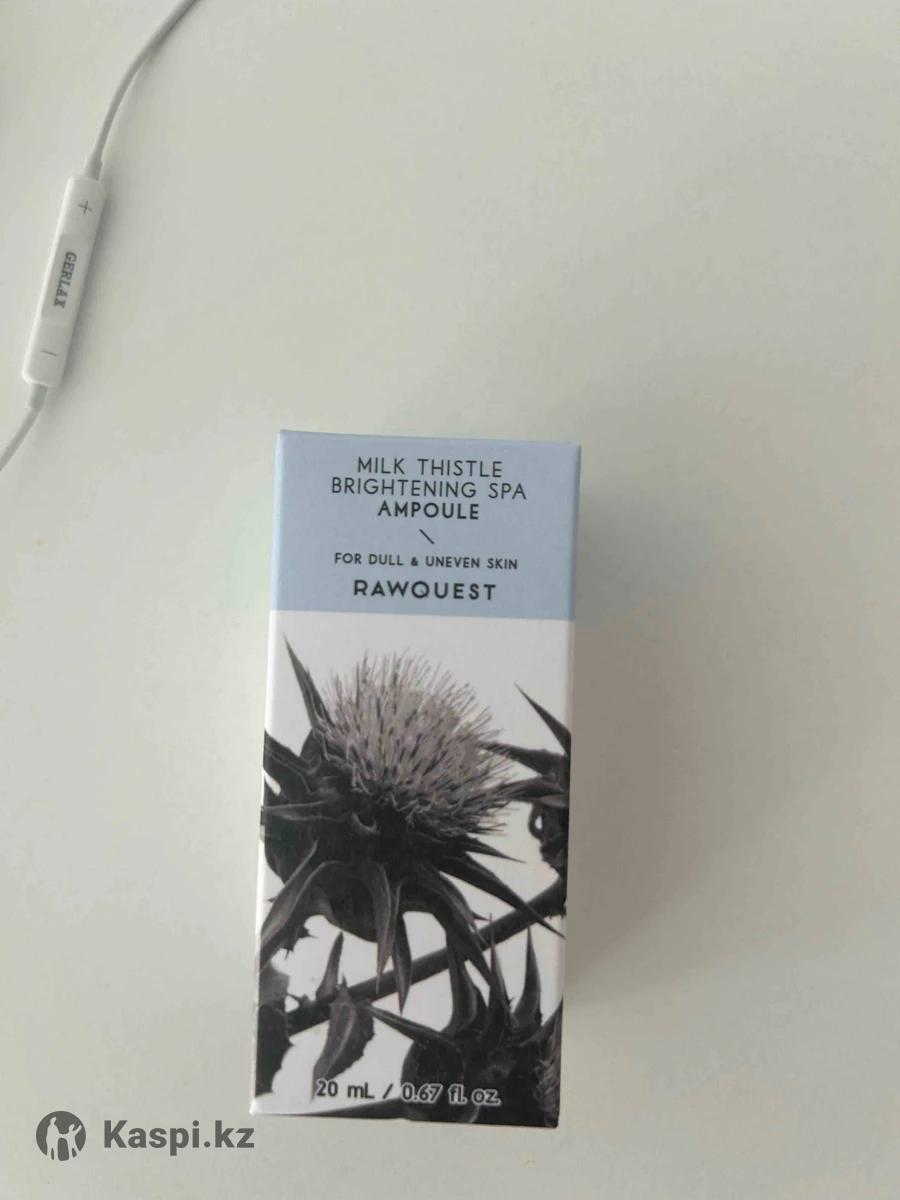 +
GERLAX
-
MILK THISTLE
BRIGHTENING SPA
AMPOULE
\
FOR DULL & UNEVEN SKIN
RAWQUEST
20 mL / 0.67 fl. oz.
Kaspi.kz